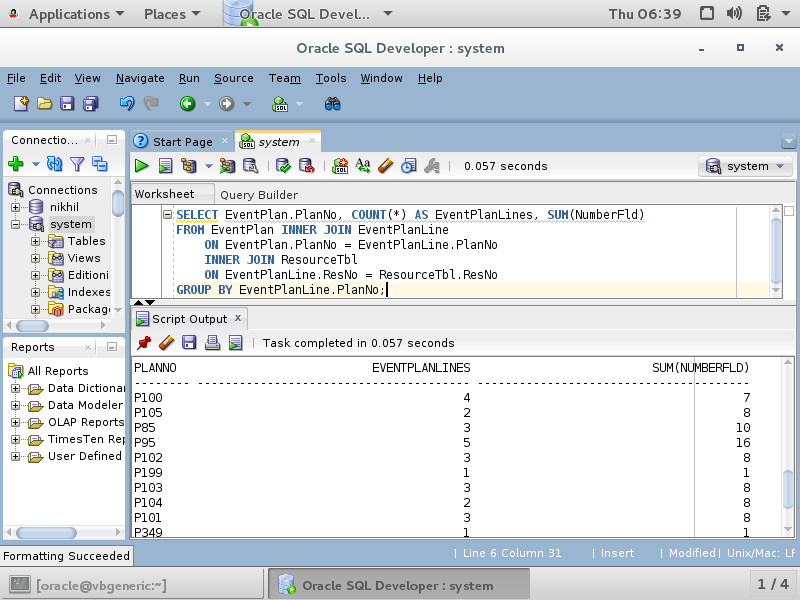 Applications Places Oracle SQL Devel... Thu 06:39
Oracle SQL Developer : system
File Edit View Navigate Run Source Team Tools Window Help
Connectio...
Connections
nikhil
system
Tables
Views
Editioni
Indexes
Packag
Reports
All Reports
Data Dictionar
Data Modeler
OLAP Reports
TimesTen Rep
User Defined
Start Page system
0.057 seconds system
Worksheet Query Builder
SELECT EventPlan.PlanNo, COUNT(*) AS EventPlanLines, SUM(NumberFld)
FROM EventPlan INNER JOIN EventPlanLine
ON EventPlan.PlanNo = EventPlanLine.PlanNo
INNER JOIN ResourceTbl
ON EventPlanLine.ResNo = ResourceTbl.ResNo
GROUP BY EventPlanLine.PlanNo;
Script Output
Task completed in 0.057 seconds
PLANNO EVENTPLANLINES SUM(NUMBERFLD)
P100 4 7
P105 2 8
P85 3 10
P95 5 16
P102 3 8
P199 1 1
P103 3 8
P104 2 8
P101 3 8
P349 1 1
Formatting Succeeded | Line 6 Column 31 | Insert | Modified | Unix/Mac: LF
[oracle@vbgeneric:~] Oracle SQL Developer : system 1 / 4